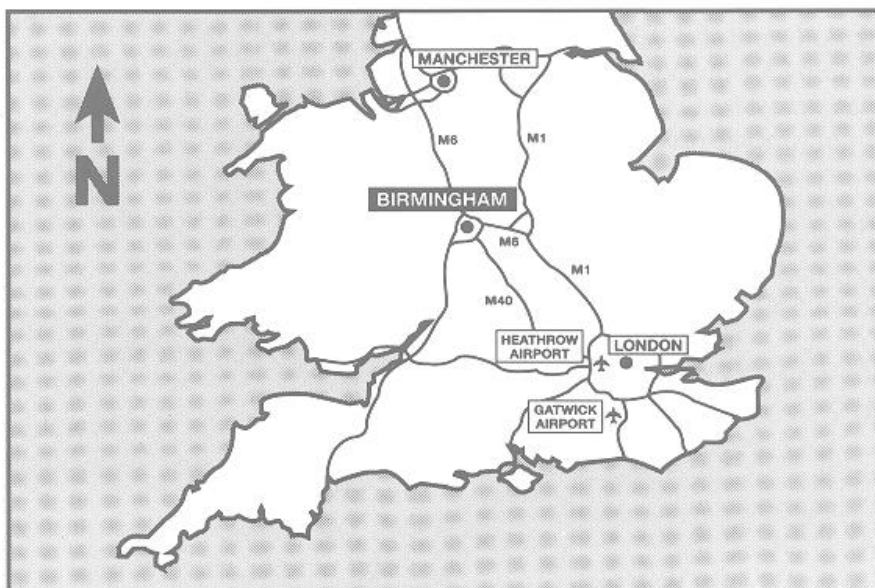 MANCHESTER
N
M6
M1
BIRMINGHAM
M6
M1
M40
HEATHROW
AIRPORT
LONDON
GATWICK
AIRPORT